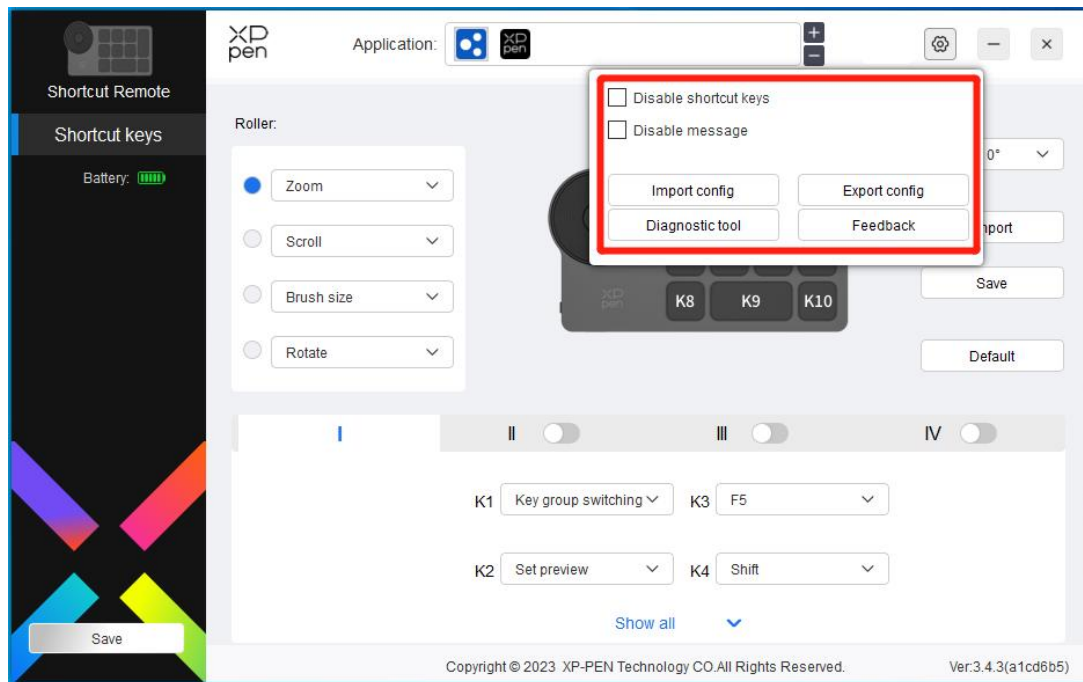 XP
pen
Application:
XP
pen
+
−
Shortcut Remote
Shortcut keys
Battery:
Disable shortcut keys
Disable message
Import config
Export config
Diagnostic tool
Feedback
Roller:
Zoom
Scroll
Brush size
Rotate
0°
Save
Default
XP
pen
K8
K9
K10
I
II
III
IV
K1
Key group switching
K3
F5
K2
Set preview
K4
Shift
Show all
Save
Copyright © 2023 XP-PEN Technology CO.All Rights Reserved.
Ver:3.4.3(a1cd6b5)